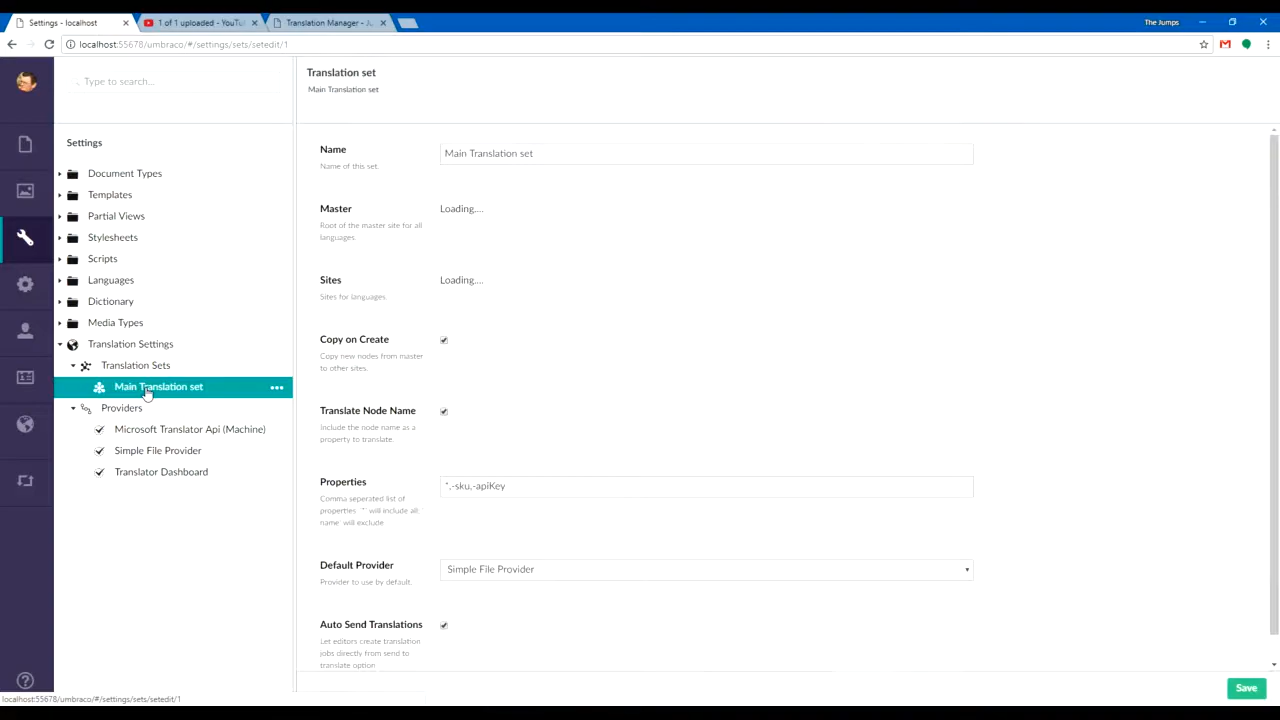 Settings - localhost
1 of 1 uploaded - YouTu
Translation Manager - J
The Jumps
localhost:55678/umbraco/#/settings/sets/setedit/1
Type to search...
Translation set
Main Translation set
Settings
Document Types
Templates
Partial Views
Stylesheets
Scripts
Languages
Dictionary
Media Types
Translation Settings
Translation Sets
Main Translation set
Providers
Microsoft Translator Api (Machine)
Simple File Provider
Translator Dashboard
Name
Name of this set.
Main Translation set
Master
Root of the master site for all
languages.
Loading....
Sites
Sites for languages
Loading....
Copy on Create
Copy new nodes from master
to other sites.
Translate Node Name
Include the node name as a
property to translate.
Properties
Comma seperated list of
properties. '*' will include all
'name' will exclude
*,-sku,-apiKey
Default Provider
Provider to use by default.
Simple File Provider
Auto Send Translations
Let editors create translation
jobs directly from send to
translate option
Save
localhost:55678/umbraco/#/settings/sets/setedit/1